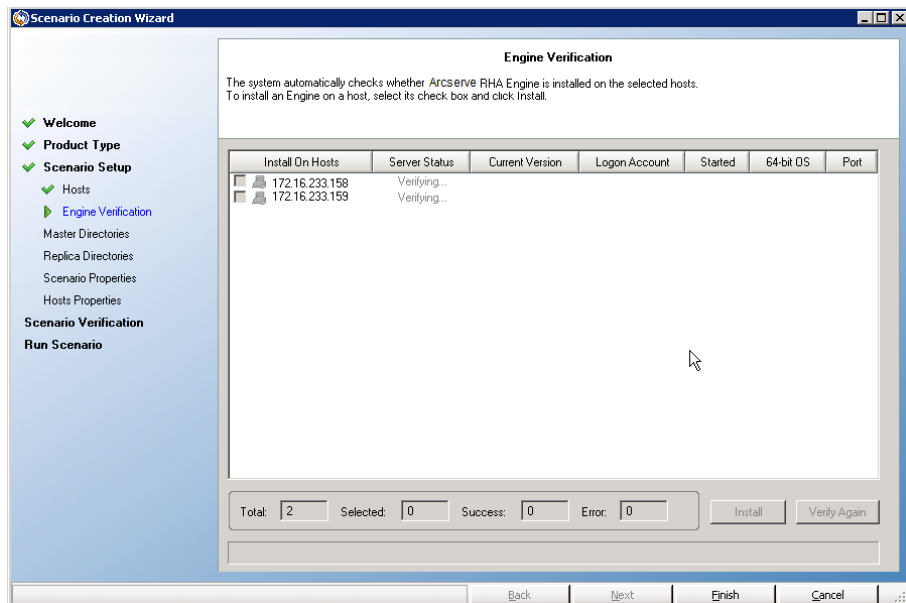 Scenario Creation Wizard
Engine Verification
The system automatically checks whether Arcserve RHA Engine is installed on the selected hosts.
To install an Engine on a host, select its check box and click Install.
Welcome
Product Type
Scenario Setup
Hosts
Engine Verification
Master Directories
Replica Directories
Scenario Properties
Hosts Properties
Scenario Verification
Run Scenario
Install On Hosts Server Status Current Version Logon Account Started 64-bit OS Port
172.16.233.158 Verifying...
172.16.233.159 Verifying...
Total: 2 Selected: 0 Success: 0 Error: 0 Install Verify Again
Back Next Finish Cancel